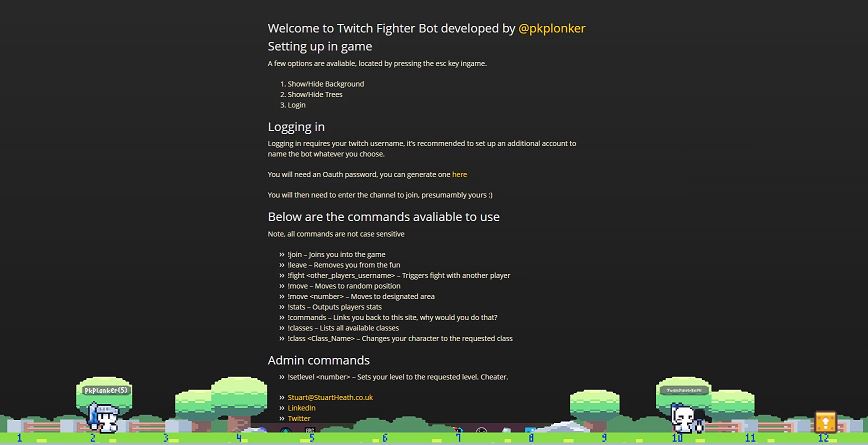 Welcome to Twitch Fighter Bot developed by @pkplonker
Setting up in game
A few options are avaliable, located by pressing the esc key ingame.
1. Show/Hide Background
2. Show/Hide Trees
3. Login
Logging in
Logging in requires your twitch username, it's recommended to set up an additional account to
name the bot whatever you choose.
You will need an Oauth password, you can generate one here
You will then need to enter the channel to join, presumambly yours :)
Below are the commands avaliable to use
Note, all commands are not case sensitive
» !join – Joins you into the game
» !leave – Removes you from the fun
» !fight <other_players_username> – Triggers fight with another player
» !move – Moves to random position
» !move <number> – Moves to designated area
» !stats – Outputs players stats
» !commands – Links you back to this site, why would you do that?
» !classes – Lists all available classes
» !class <Class_Name> – Changes your character to the requested class
Admin commands
» !setlevel <number> – Sets your level to the requested level. Cheater.
» Stuart@StuartHeath.co.uk
» Linkedin
» Twitter
PkPlonker(5)
1 2 3 4 5 6 7 8 9 10 11 12